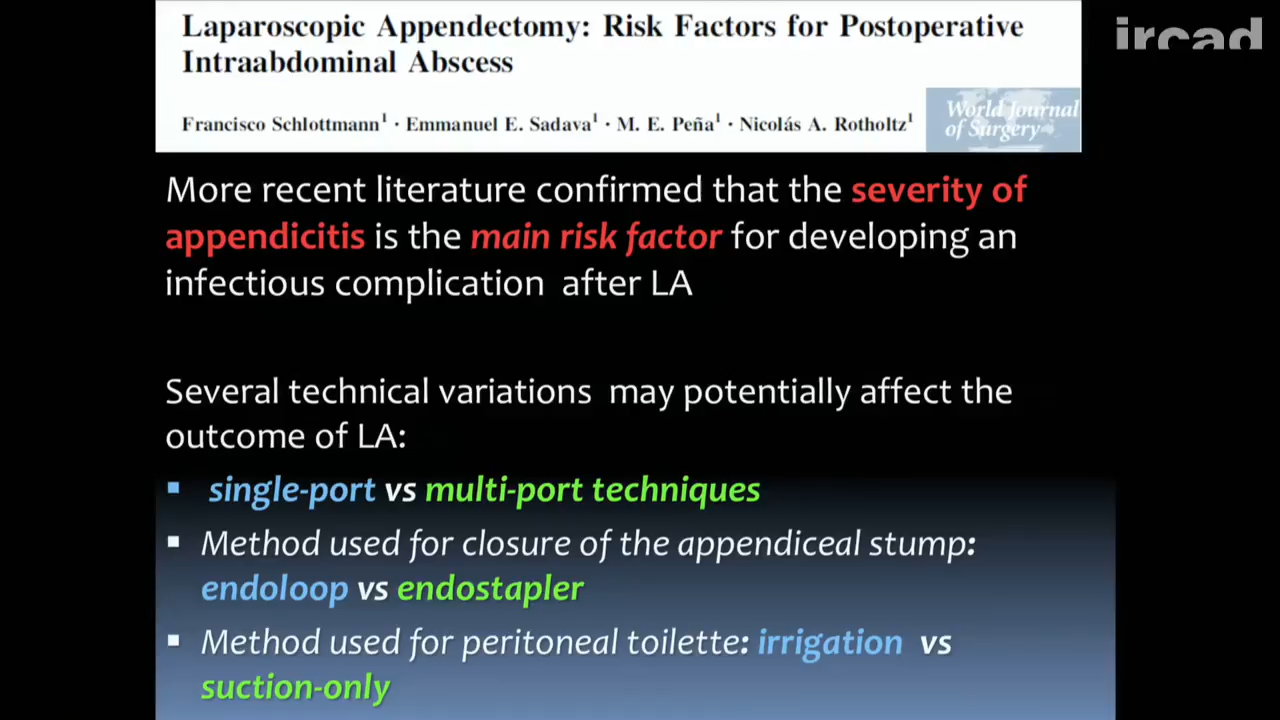 Laparoscopic Appendectomy: Risk Factors for Postoperative
Intraabdominal Abscess
ircad
Francisco Schlottmann¹ · Emmanuel E. Sadava¹ · M. E. Peña¹ · Nicolás A. Rotholtz¹
World Journal
of Surgery
More recent literature confirmed that the severity of
appendicitis is the main risk factor for developing an
infectious complication after LA
Several technical variations may potentially affect the
outcome of LA:
▪ single-port vs multi-port techniques
▪ Method used for closure of the appendiceal stump:
endoloop vs endostapler
▪ Method used for peritoneal toilette: irrigation vs
suction-only